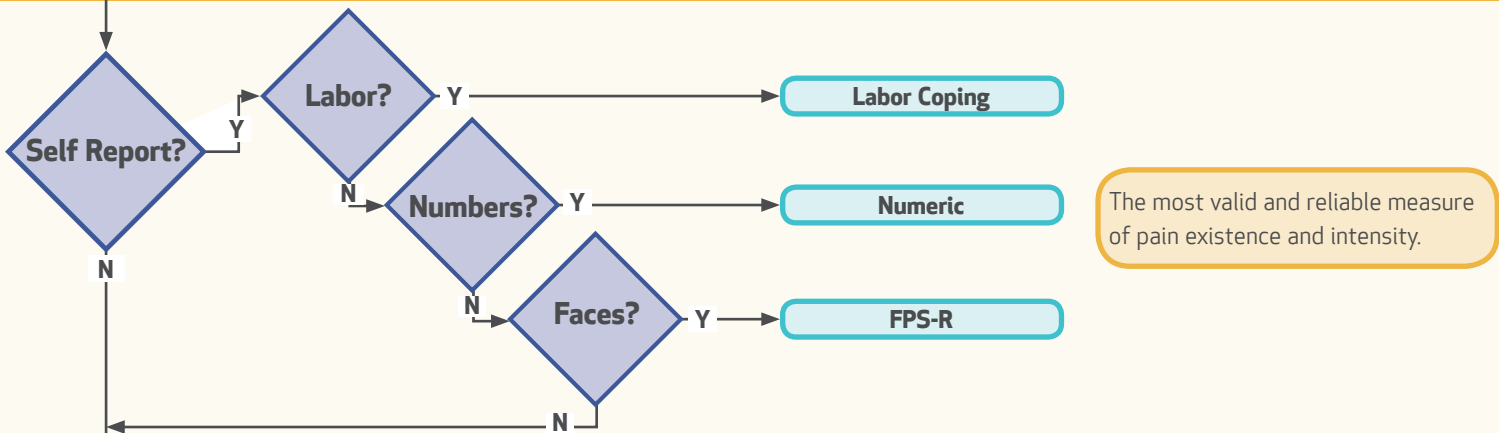 Labor?
Y
Labor Coping
Self Report?
Y
N
Numbers?
Y
Numeric
The most valid and reliable measure
of pain existence and intensity.
N
N
Faces?
Y
FPS-R
N